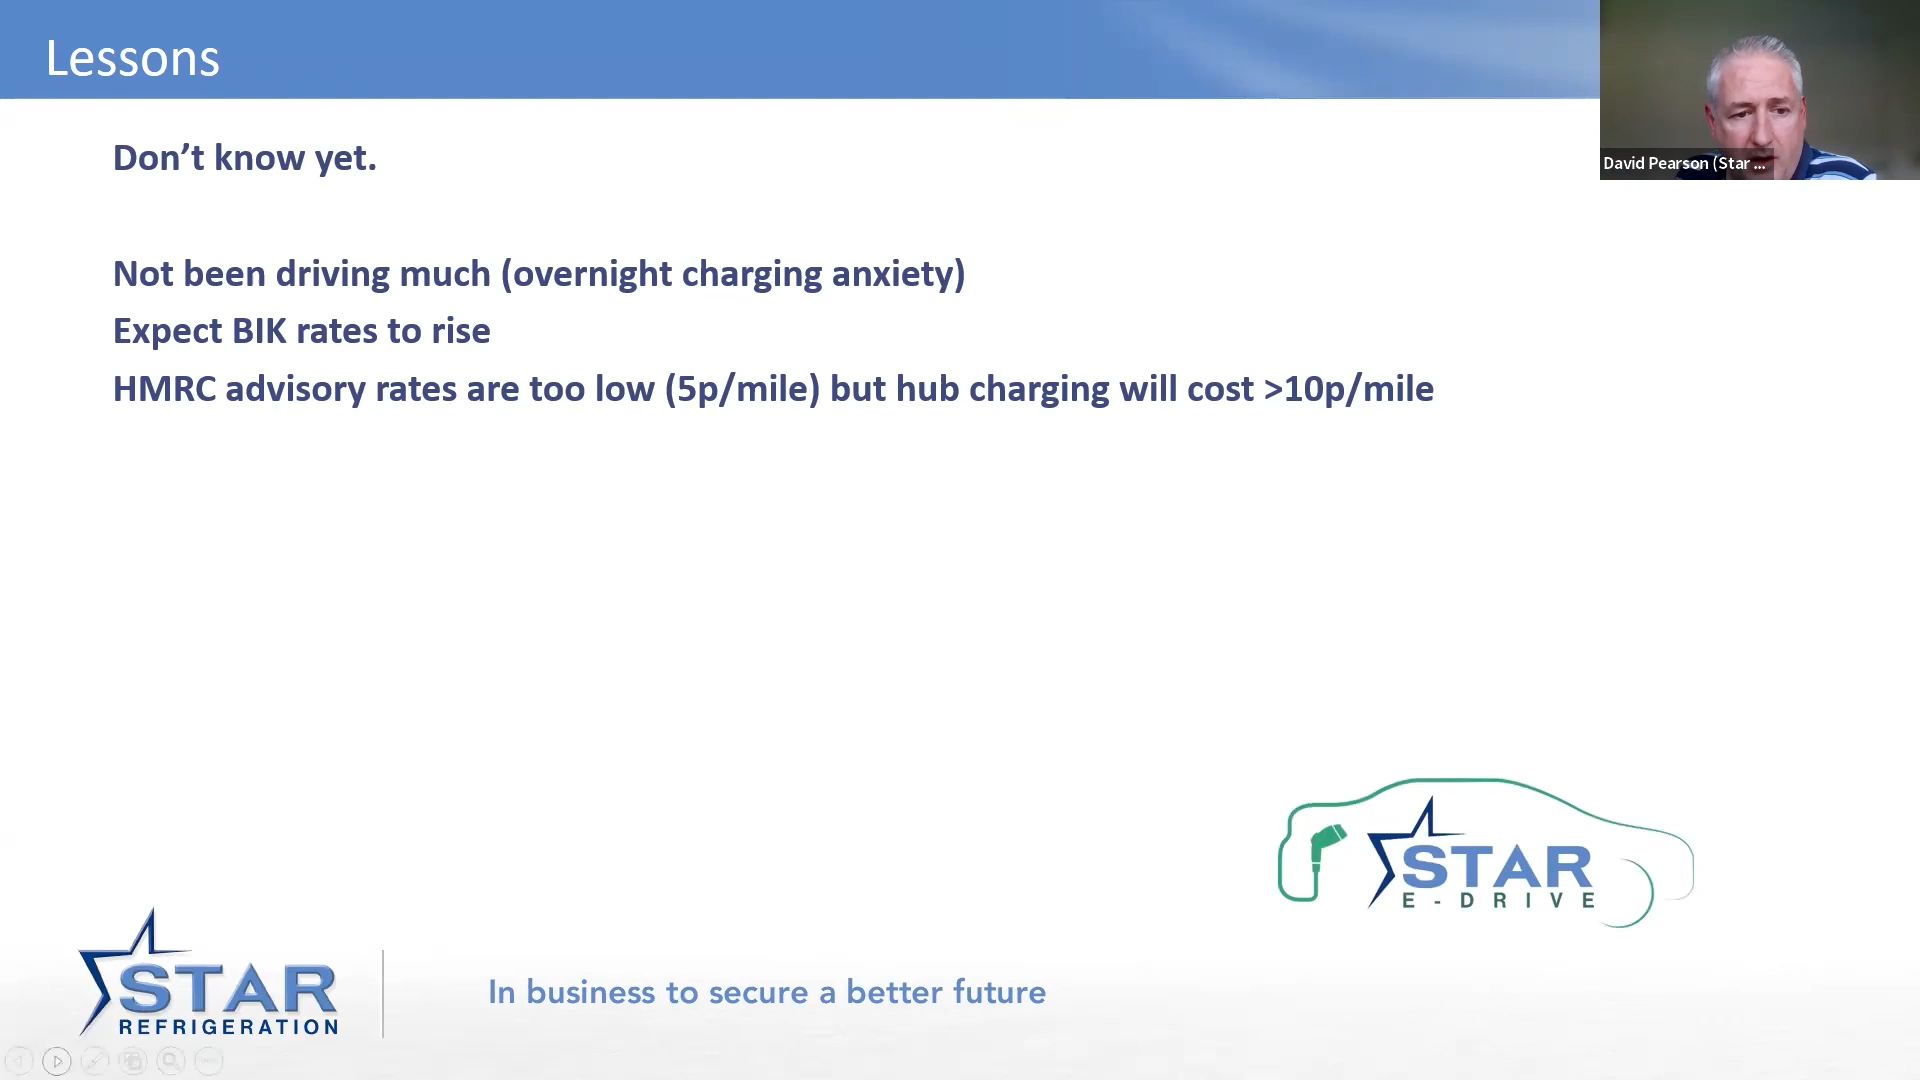 Lessons
David Pearson (Star ...
Don’t know yet.
Not been driving much (overnight charging anxiety)
Expect BIK rates to rise
HMRC advisory rates are too low (5p/mile) but hub charging will cost >10p/mile
STAR
E-DRIVE
STAR
REFRIGERATION
In business to secure a better future